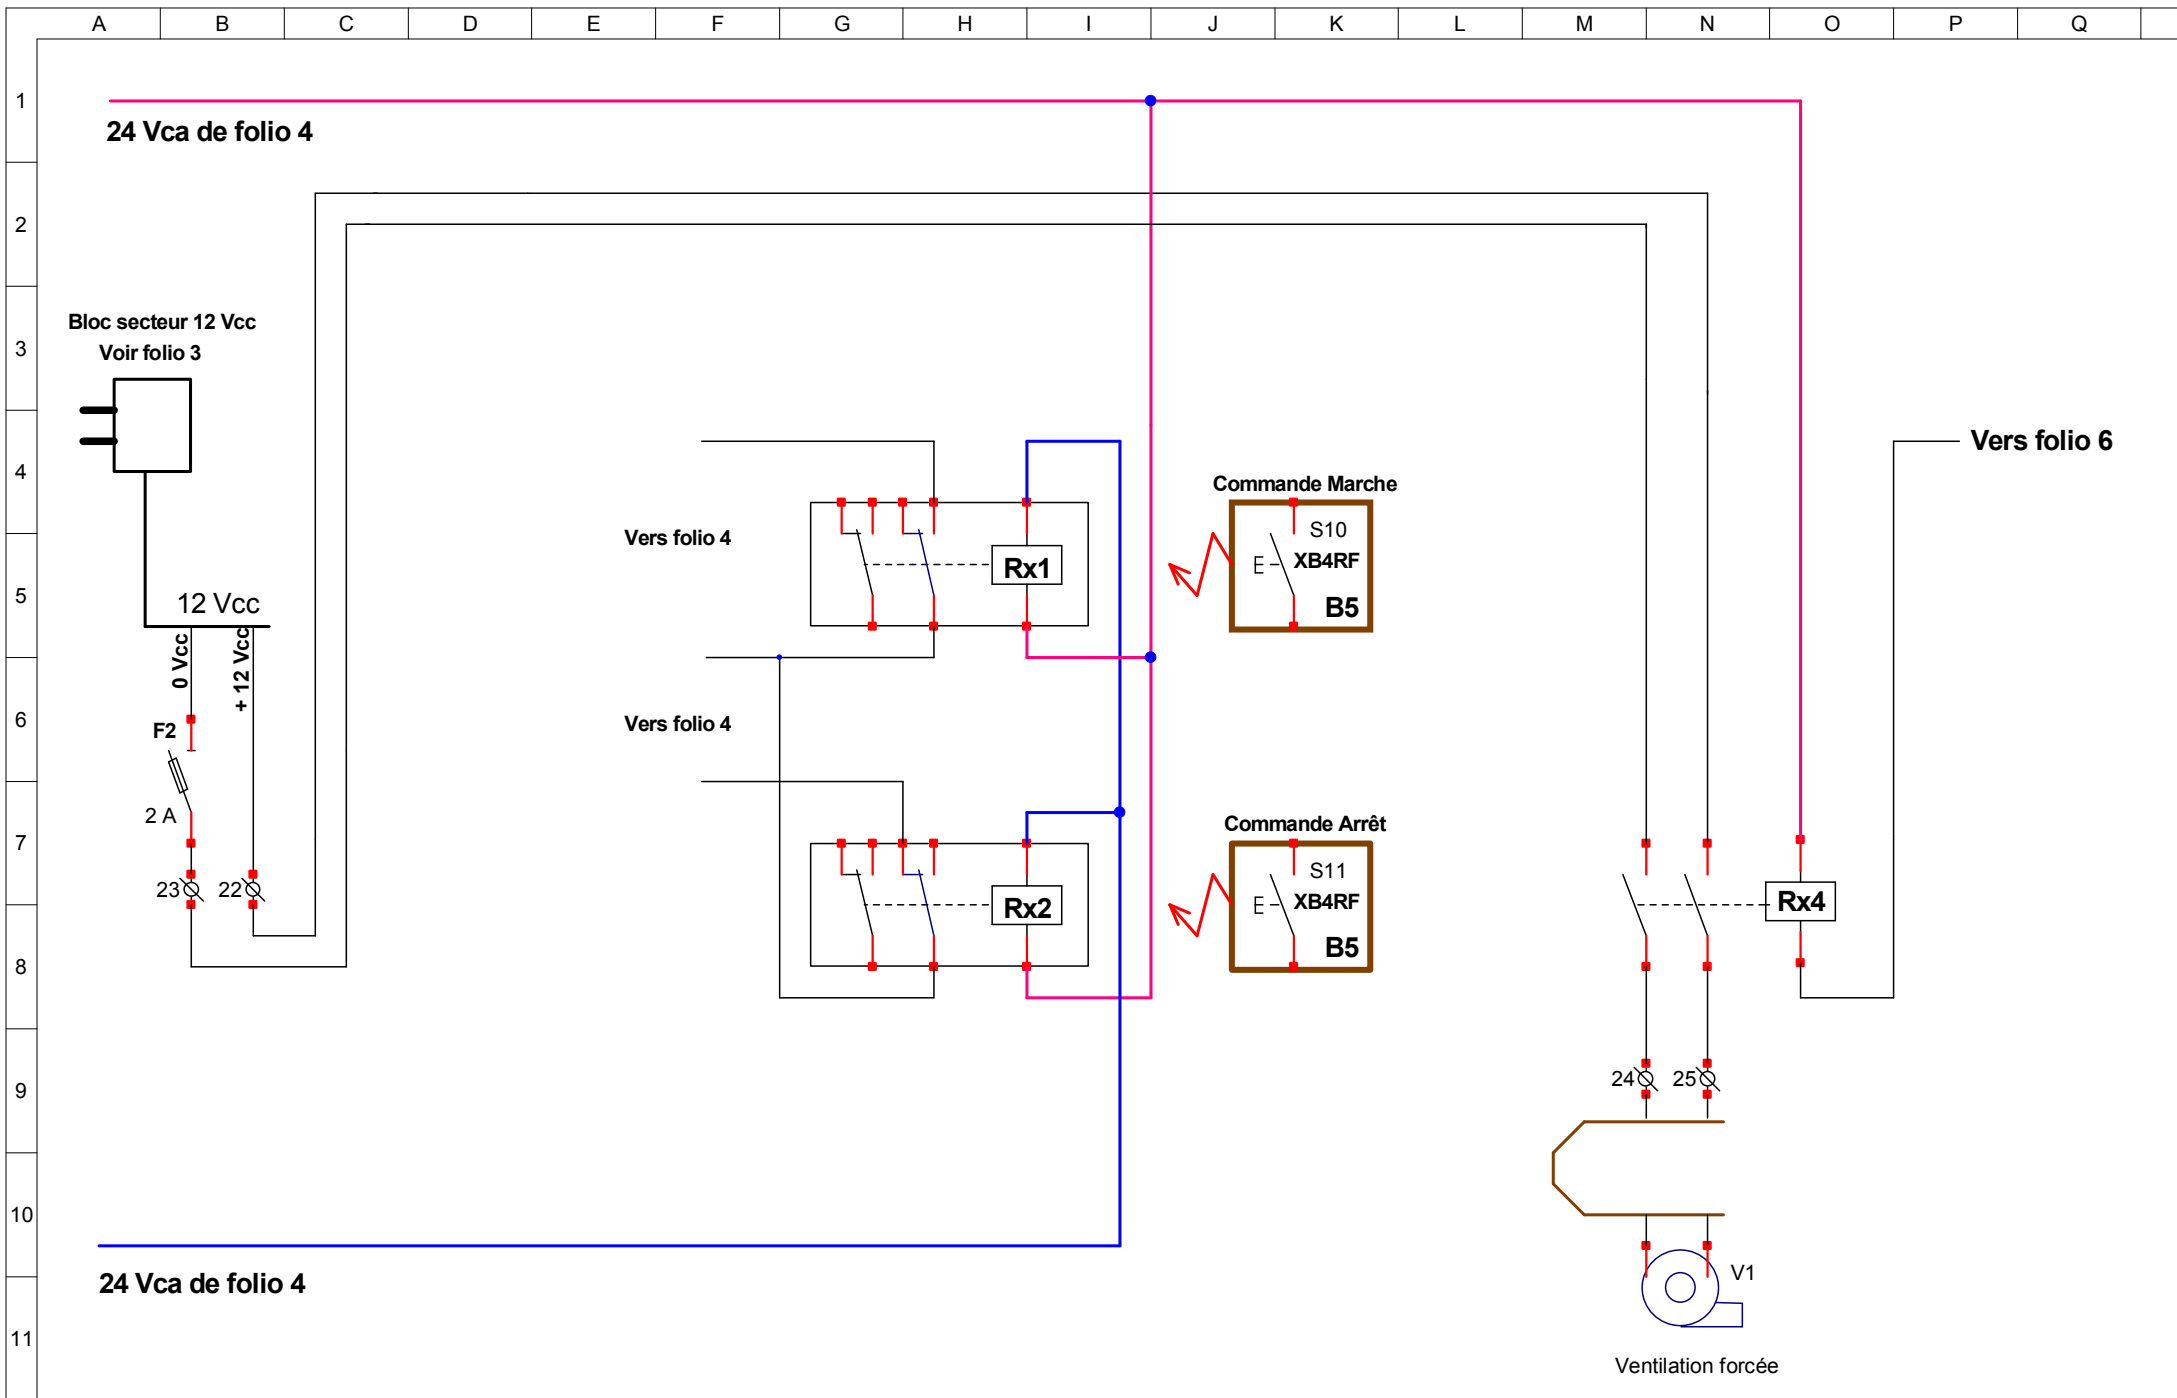 A B C D E F G H I J K L M N O P Q
1
24 Vca de folio 4
2
Bloc secteur 12 Vcc
Voir folio 3
3
4
Vers folio 6
Commande Marche
S10
XB4RF
B5
Vers folio 4
Rx1
5
12 Vcc
0 Vcc
+ 12 Vcc
6
F2
2 A
Vers folio 4
7
Commande Arrêt
S11
XB4RF
B5
Rx2
Rx4
23
22
8
9
24
25
10
24 Vca de folio 4
V1
11
Ventilation forcée